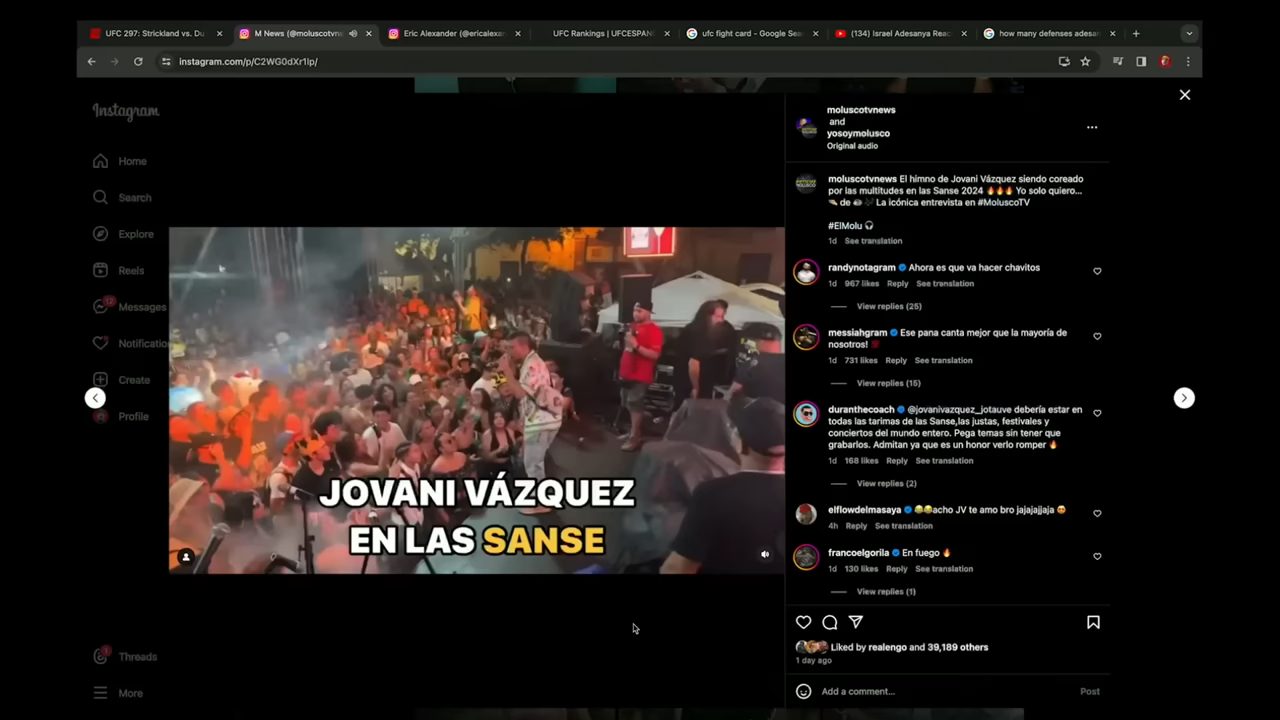 UFC 297: Strickland vs. Du
M News (@moluscotvne
Eric Alexander (@ericalexan
UFC Rankings | UFCESPAN
ufc fight card - Google Sea
(134) Israel Adesanya Reac
how many defenses adesan
instagram.com/p/C2WG0dXr1lp/
Instagram
Home
Search
Explore
Reels
12
Messages
Notification
Create
Profile
1
Threads
More
JOVANI VÁZQUEZ
EN LAS SANSE
moluscotvnews
and
yosoymolusco
Original audio
moluscotvnews El himno de Jovani Vázquez siendo coreado
por las multitudes en las Sanse 2024 🔥🔥🔥 Yo solo quiero...
de La icónica entrevista en #MoluscoTV
#ElMolu 🎧
1d See translation
randynotagram Ahora es que va hacer chavitos
1d 967 likes Reply See translation
View replies (25)
messiahgram Ese pana canta mejor que la mayoría de
nosotros!
1d 731 likes Reply See translation
View replies (15)
duranthecoach @jovanivazquez_jotauve debería estar en
todas las tarimas de las Sanse,las justas, festivales y
conciertos del mundo entero. Pega temas sin tener que
grabarlos. Admitan ya que es un honor verlo romper 🔥
1d 168 likes Reply See translation
View replies (2)
elflowdelmasaya 😂😂acho JV te amo bro jajajajjaja 😍
4h Reply See translation
francoelgorila En fuego 🔥
1d 130 likes Reply See translation
View replies (1)
Liked by realengo and 39,189 others
1 day ago
Add a comment...
Post